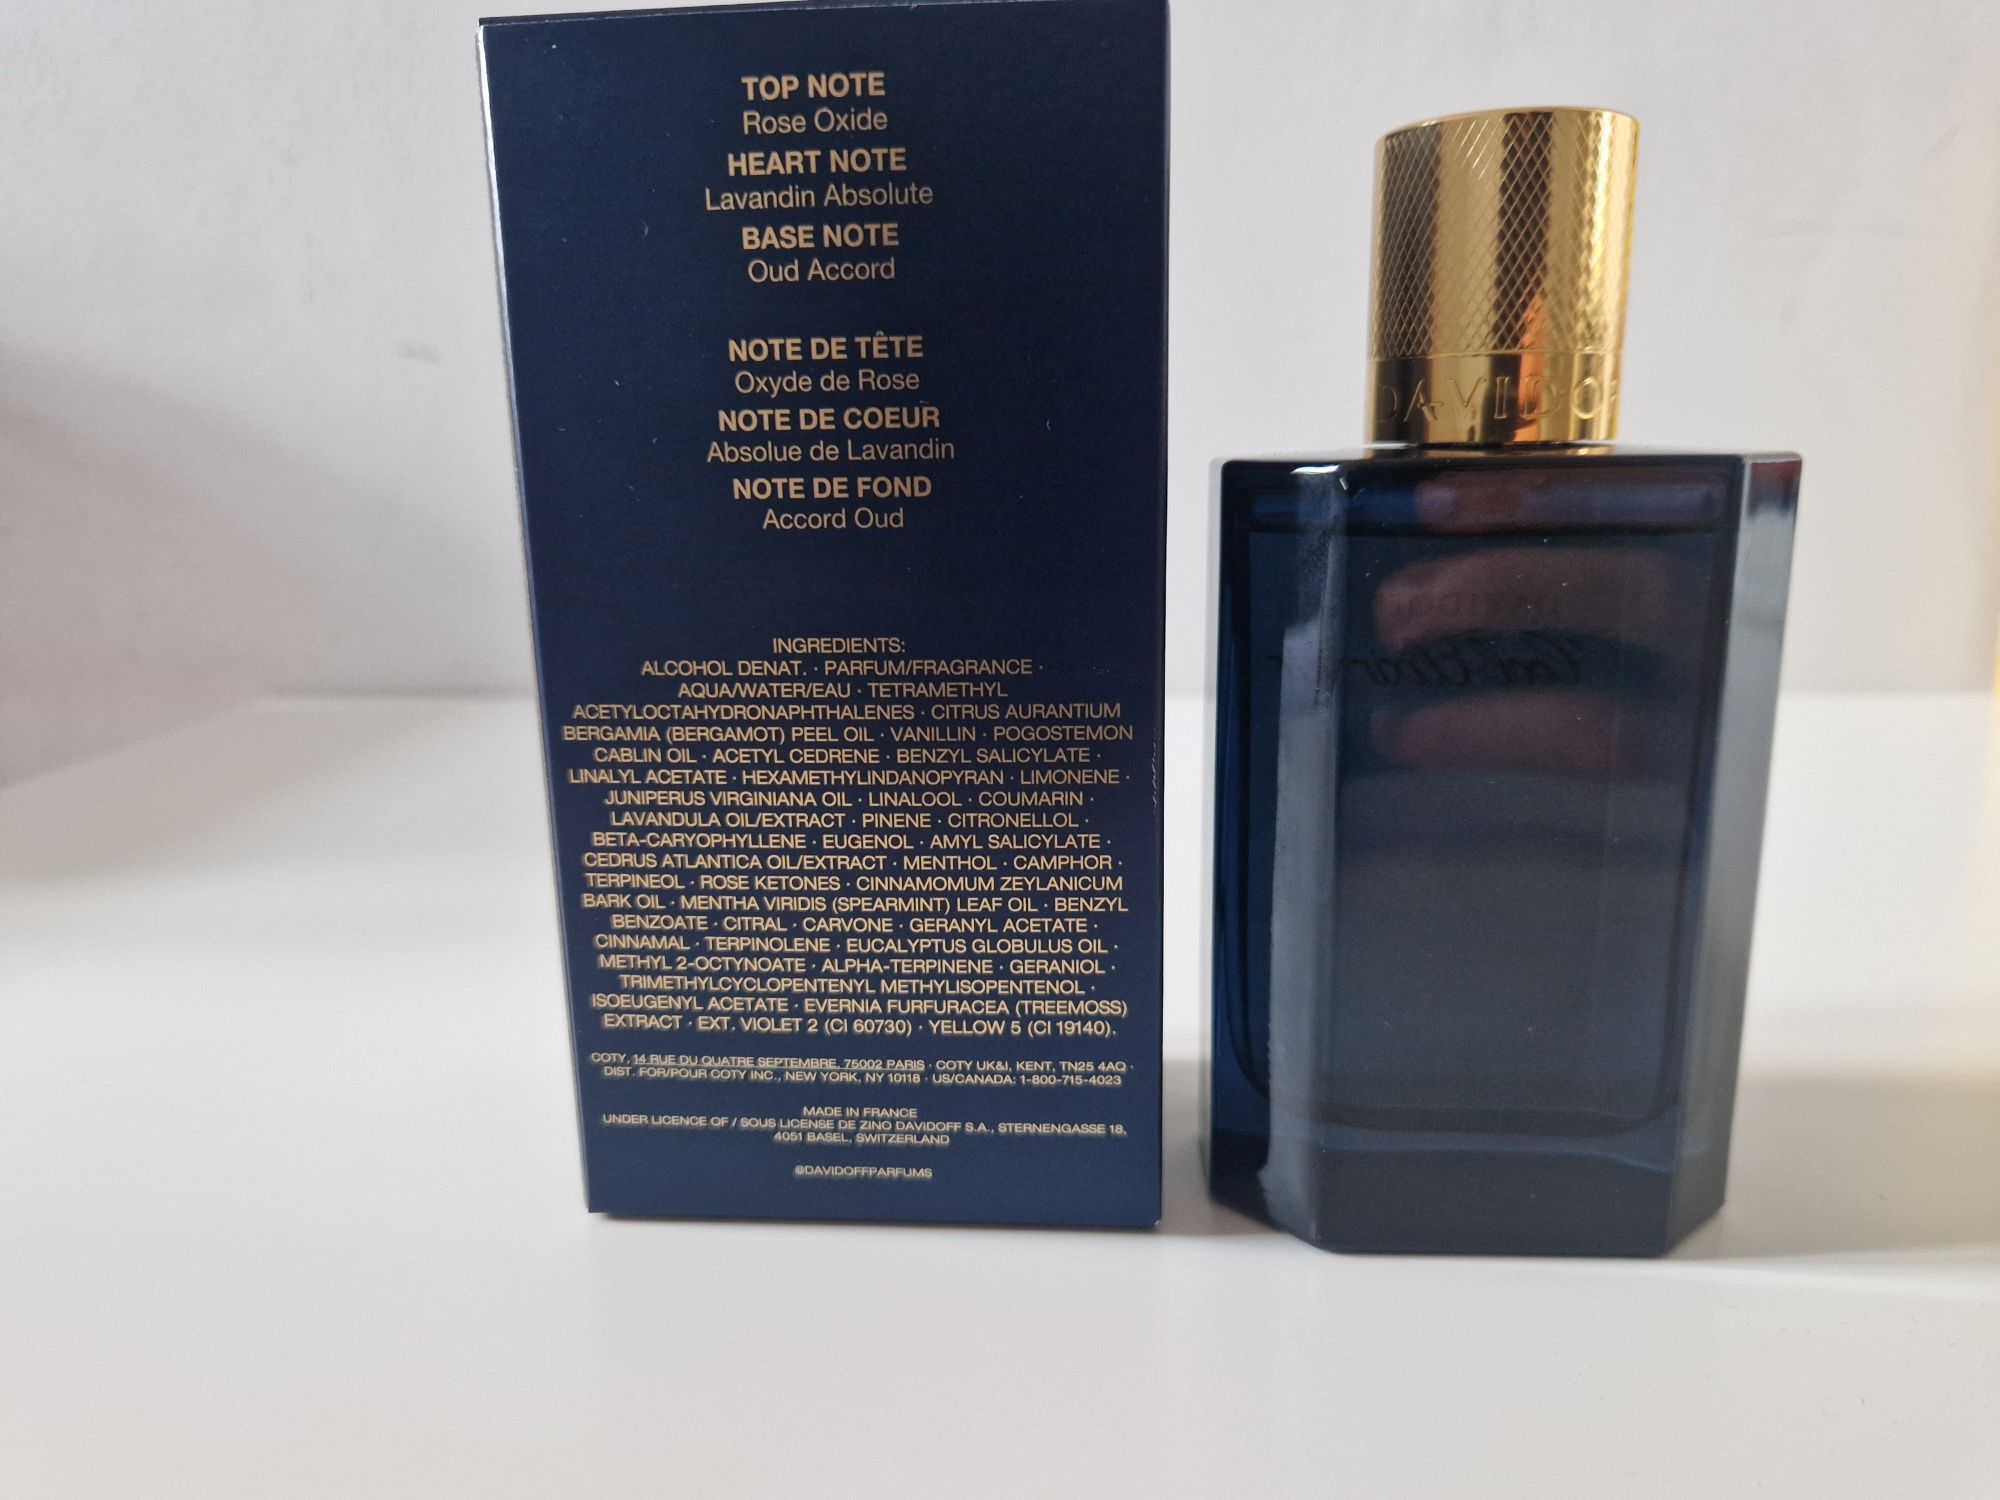 TOP NOTE
Rose Oxide
HEART NOTE
Lavandin Absolute
BASE NOTE
Oud Accord
NOTE DE TÊTE
Oxyde de Rose
NOTE DE COEUR
Absolue de Lavandin
NOTE DE FOND
Accord Oud
INGREDIENTS:
ALCOHOL DENAT. · PARFUM/FRAGRANCE ·
AQUA/WATER/EAU · TETRAMETHYL
ACETYLOCTAHYDRONAPHTHALENES · CITRUS AURANTIUM
BERGAMIA (BERGAMOT) PEEL OIL · VANILLIN · POGOSTEMON
CABLIN OIL · ACETYL CEDRENE · BENZYL SALICYLATE ·
LINALYL ACETATE · HEXAMETHYLINDANOPYRAN · LIMONENE ·
JUNIPERUS VIRGINIANA OIL · LINALOOL · COUMARIN ·
LAVANDULA OIL/EXTRACT · PINENE · CITRONELLOL ·
BETA-CARYOPHYLLENE · EUGENOL · AMYL SALICYLATE ·
CEDRUS ATLANTICA OIL/EXTRACT · MENTHOL · CAMPHOR ·
TERPINEOL · ROSE KETONES · CINNAMOMUM ZEYLANICUM
BARK OIL · MENTHA VIRIDIS (SPEARMINT) LEAF OIL · BENZYL
BENZOATE · CITRAL · CARVONE · GERANYL ACETATE ·
CINNAMAL · TERPINOLENE · EUCALYPTUS GLOBULUS OIL ·
METHYL 2-OCTYNOATE · ALPHA-TERPINENE · GERANIOL ·
TRIMETHYLCYCLOPENTENYL METHYLISOPENTENOL ·
ISOEUGENYL ACETATE · EVERNIA FURFURACEA (TREEMOSS)
EXTRACT · EXT. VIOLET 2 (CI 60730) · YELLOW 5 (CI 19140).
COTY, 14 RUE DU QUATRE SEPTEMBRE, 75002 PARIS · COTY UK&I, KENT, TN25 4AQ ·
DIST. FOR/POUR COTY INC., NEW YORK, NY 10118 · US/CANADA: 1-800-715-4023
MADE IN FRANCE
UNDER LICENCE OF / SOUS LICENSE DE ZINO DAVIDOFF S.A., STERNENGASSE 18,
4051 BASEL, SWITZERLAND
@DAVIDOFFPARFUMS
DAVIDO